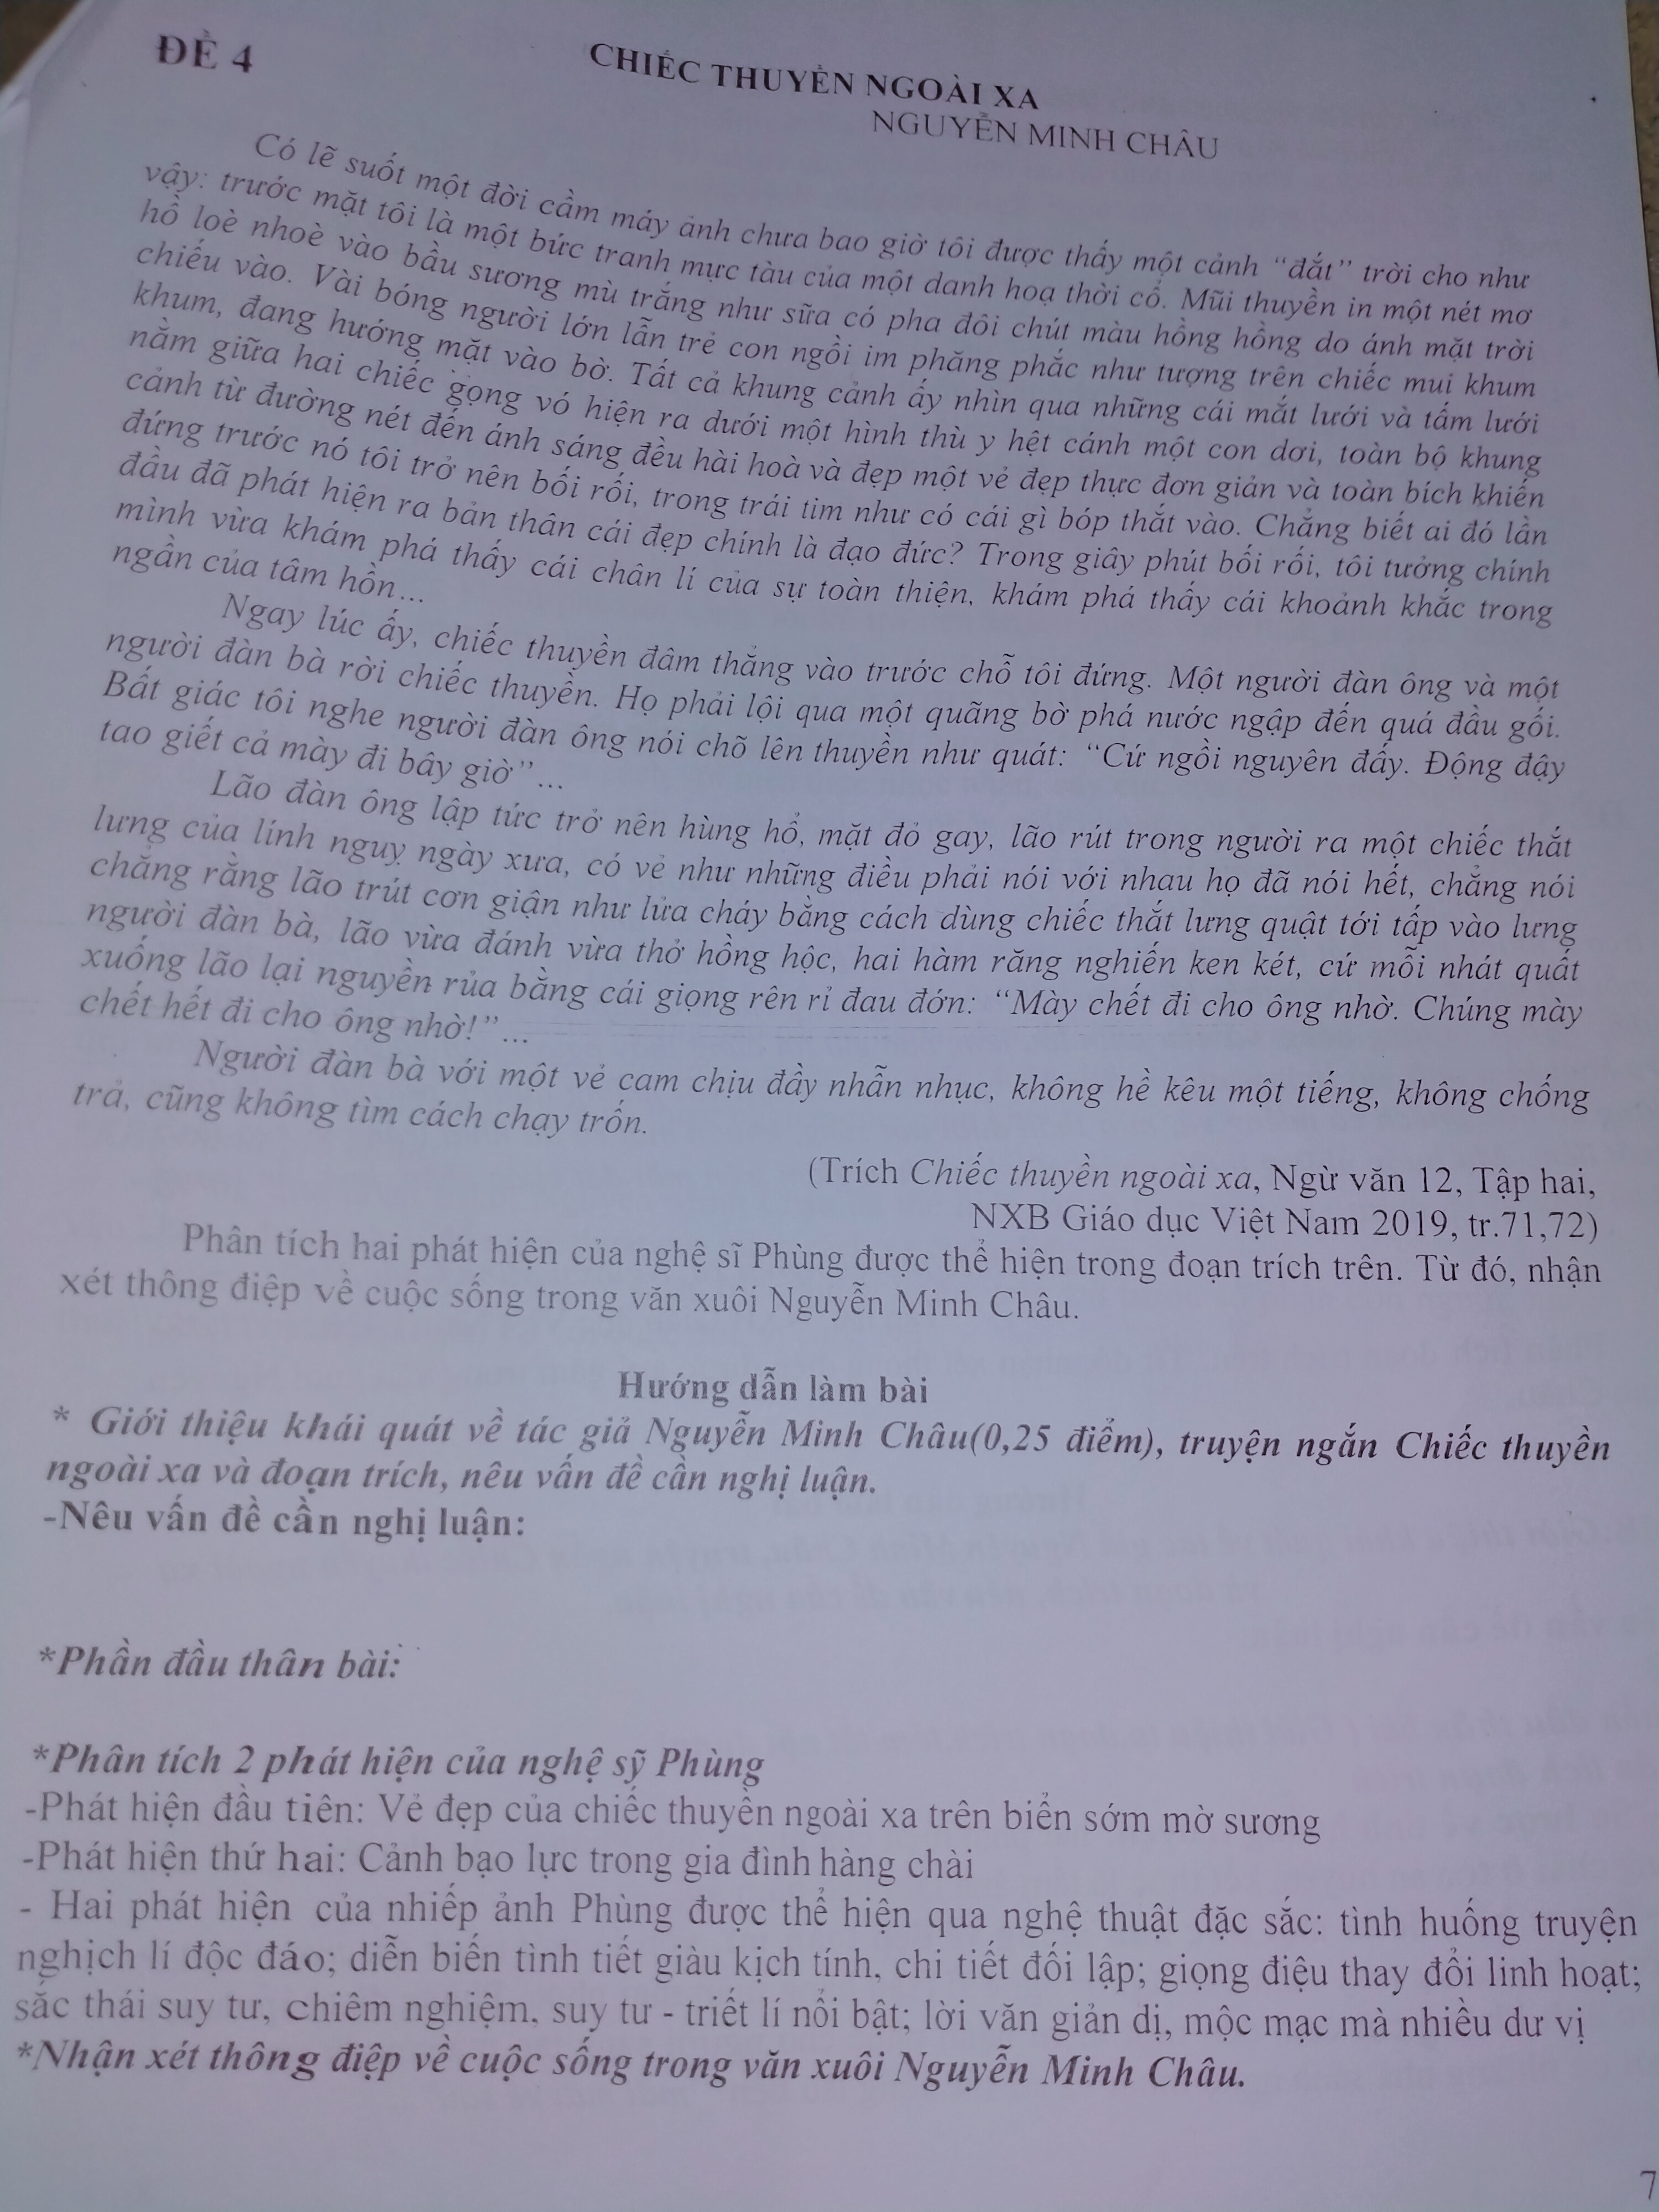 ĐỀ 4
CHIẾC THUYỀN NGOÀI XA
NGUYỄN MINH CHÂU
Có lẽ suốt một đời cầm máy ảnh chưa bao giờ tôi được thấy một cảnh “đắt” trời cho như
vậy: trước mặt tôi là một bức tranh mực tàu của một danh hoạ thời cổ. Mũi thuyền in một nét mơ
hồ loè nhoè vào bầu sương mù trắng như sữa có pha đôi chút màu hồng hồng do ánh mặt trời
chiếu vào. Vài bóng người lớn lẫn trẻ con ngồi im phăng phắc như tượng trên chiếc mui khum
khum, đang hướng mặt vào bờ. Tất cả khung cảnh ấy nhìn qua những cái mắt lưới và tấm lưới
nằm giữa hai chiếc gọng vó hiện ra dưới một hình thù y hệt cánh một con dơi, toàn bộ khung
cảnh từ đường nét đến ánh sáng đều hài hoà và đẹp một vẻ đẹp thực đơn giản và toàn bích khiến
đứng trước nó tôi trở nên bối rối, trong trái tim như có cái gì bóp thắt vào. Chẳng biết ai đó lần
đầu đã phát hiện ra bản thân cái đẹp chính là đạo đức? Trong giây phút bối rối, tôi tưởng chính
mình vừa khám phá thấy cái chân lí của sự toàn thiện, khám phá thấy cái khoảnh khắc trong
ngần của tâm hồn...
Ngay lúc ấy, chiếc thuyền đâm thẳng vào trước chỗ tôi đứng. Một người đàn ông và một
người đàn bà rời chiếc thuyền. Họ phải lội qua một quãng bờ phá nước ngập đến quá đầu gối.
Bất giác tôi nghe người đàn ông nói chõ lên thuyền như quát: “Cứ ngồi nguyên đấy. Động đậy
tao giết cả mày đi bây giờ”...
Lão đàn ông lập tức trở nên hùng hổ, mặt đỏ gay, lão rút trong người ra một chiếc thắt
lưng của lính nguỵ ngày xưa, có vẻ như những điều phải nói với nhau họ đã nói hết, chẳng nói
chẳng rằng lão trút cơn giận như lửa cháy bằng cách dùng chiếc thắt lưng quật tới tấp vào lưng
người đàn bà, lão vừa đánh vừa thở hồng hộc, hai hàm răng nghiến ken két, cứ mỗi nhát quất
xuống lão lại nguyền rủa bằng cái giọng rên rỉ đau đớn: “Mày chết đi cho ông nhờ. Chúng mày
chết hết đi cho ông nhờ!”...
Người đàn bà với một vẻ cam chịu đầy nhẫn nhục, không hề kêu một tiếng, không chống
trả, cũng không tìm cách chạy trốn.
(Trích Chiếc thuyền ngoài xa, Ngừ văn 12, Tập hai,
NXB Giáo dục Việt Nam 2019, tr.71,72)
Phân tích hai phát hiện của nghệ sĩ Phùng được thể hiện trong đoạn trích trên. Từ đó, nhận
xét thông điệp về cuộc sống trong văn xuôi Nguyễn Minh Châu.
Hướng dẫn làm bài
* Giới thiệu khái quát về tác giả Nguyễn Minh Châu(0,25 điểm), truyện ngắn Chiếc thuyền
ngoài xa và đoạn trích, nêu vấn đề cần nghị luận.
-Nêu vấn đề cần nghị luận:
*Phần đầu thân bài:
*Phân tích 2 phát hiện của nghệ sỹ Phùng
-Phát hiện đầu tiên: Vẻ đẹp của chiếc thuyền ngoài xa trên biển sớm mờ sương
-Phát hiện thứ hai: Cảnh bạo lực trong gia đình hàng chài
- Hai phát hiện của nhiếp ảnh Phùng được thể hiện qua nghệ thuật đặc sắc: tình huống truyện
nghịch lí độc đáo; diễn biến tình tiết giàu kịch tính, chi tiết đối lập; giọng điệu thay đổi linh hoạt;
sắc thái suy tư, chiêm nghiệm, suy tư - triết lí nổi bật; lời văn giản dị, mộc mạc mà nhiều dư vị
*Nhận xét thông điệp về cuộc sống trong văn xuôi Nguyễn Minh Châu.
7